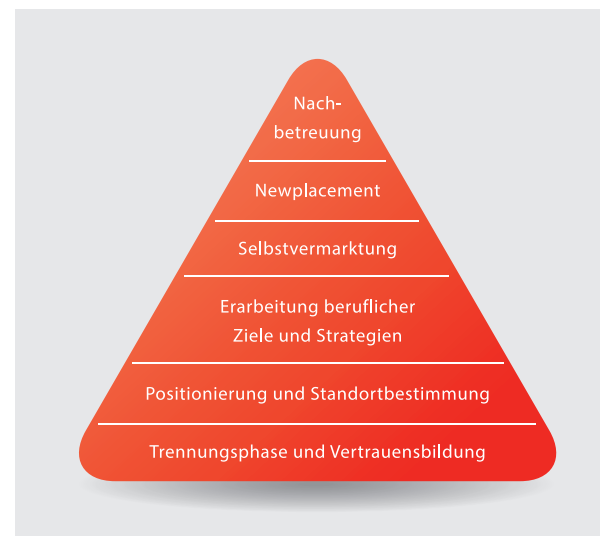 Nach-
betreuung
Newplacement
Selbstvermarktung
Erarbeitung beruflicher
Ziele und Strategien
Positionierung und Standortbestimmung
Trennungsphase und Vertrauensbildung